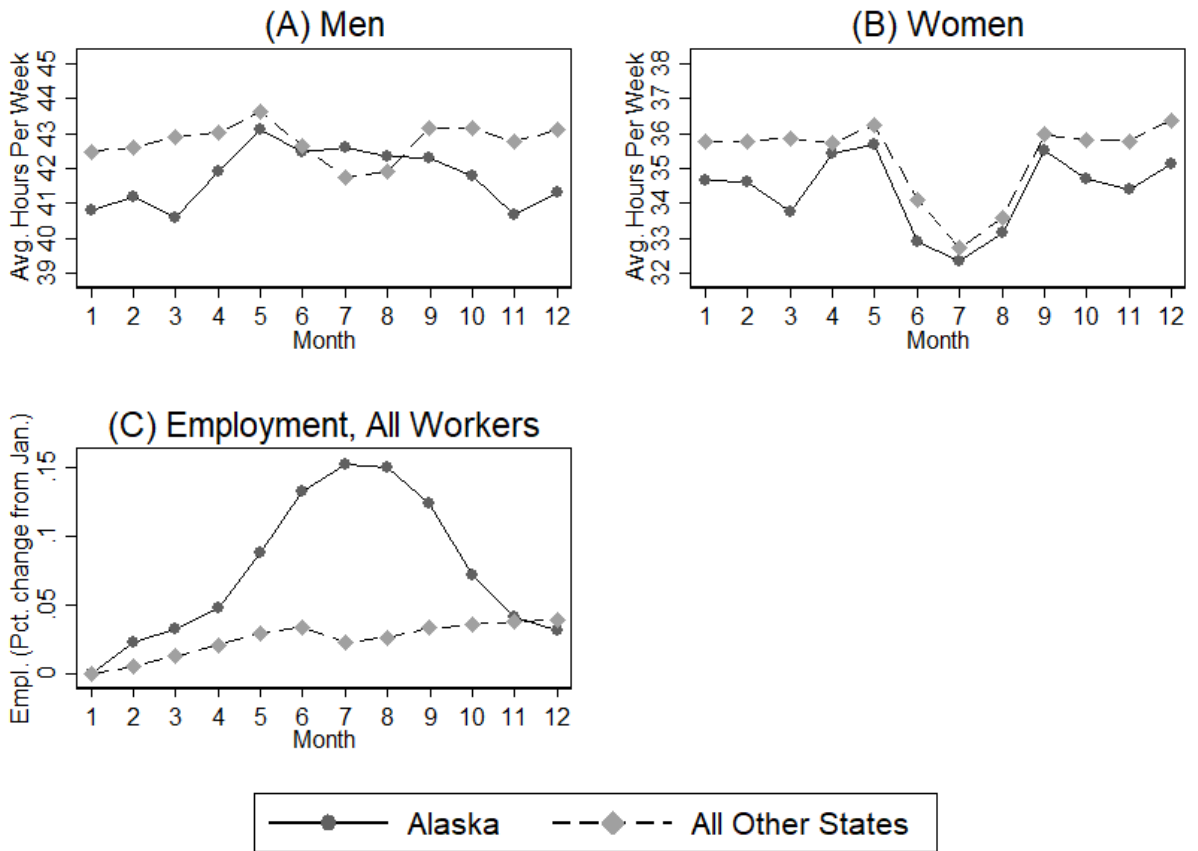 (A) Men
Avg. Hours Per Week
45
44
43
42
41
40
39
1 2 3 4 5 6 7 8 9 10 11 12
Month
(B) Women
Avg. Hours Per Week
38
37
36
35
34
33
32
1 2 3 4 5 6 7 8 9 10 11 12
Month
(C) Employment, All Workers
Empl. (Pct. change from Jan.)
.15
.1
.05
0
1 2 3 4 5 6 7 8 9 10 11 12
Month
Alaska
All Other States